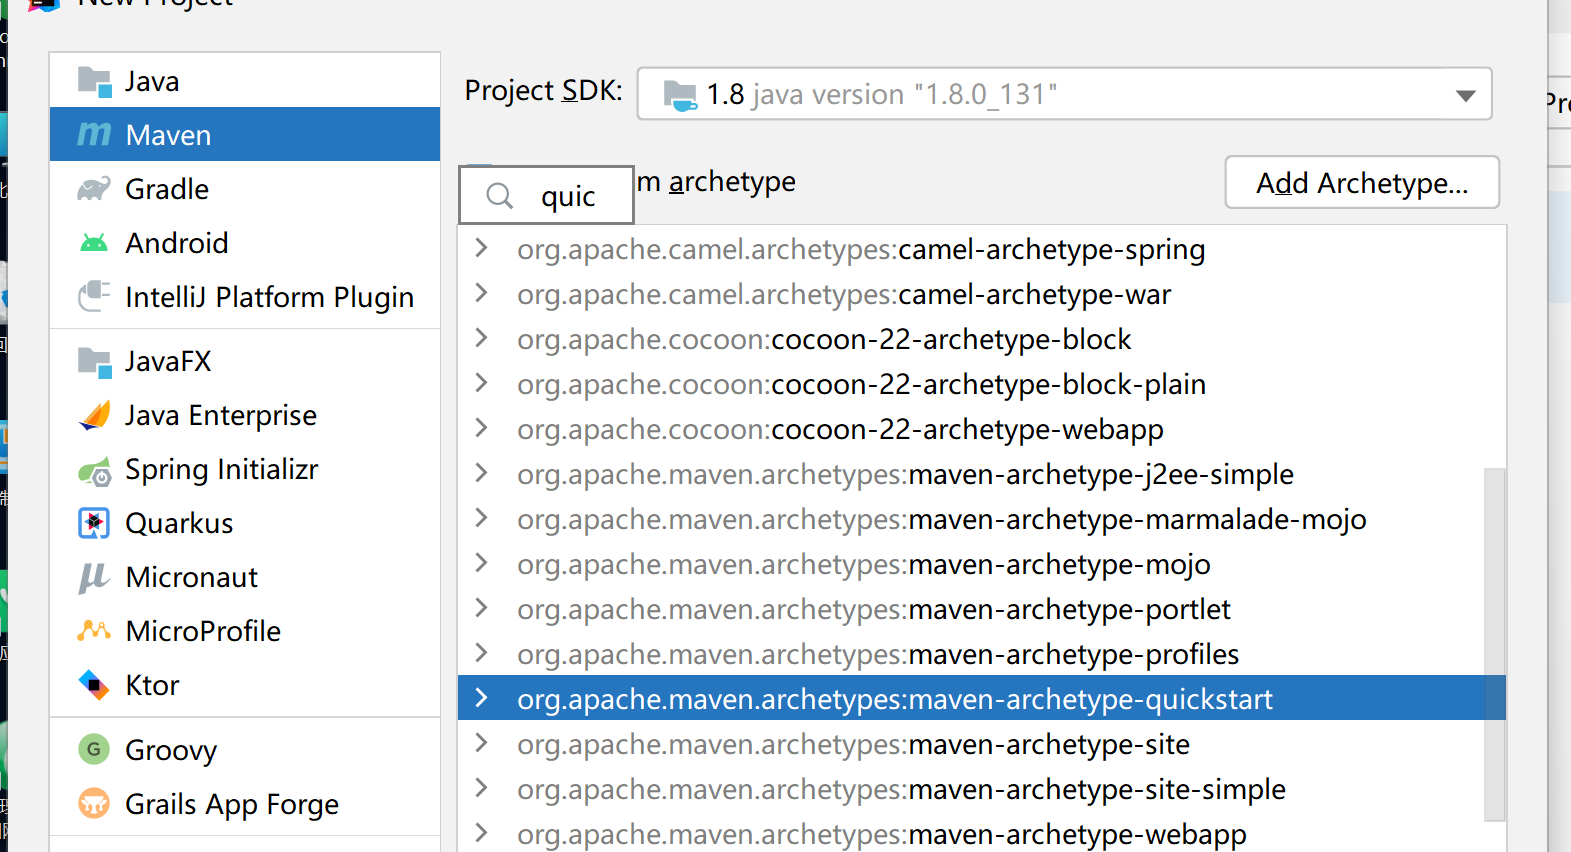 New Project
Java
Maven
Gradle
Android
IntelliJ Platform Plugin
JavaFX
Java Enterprise
Spring Initializr
Quarkus
Micronaut
MicroProfile
Ktor
Groovy
Grails App Forge
Project SDK: 1.8 java version "1.8.0_131"
quic
m archetype
Add Archetype...
org.apache.camel.archetypes:camel-archetype-spring
org.apache.camel.archetypes:camel-archetype-war
org.apache.cocoon:cocoon-22-archetype-block
org.apache.cocoon:cocoon-22-archetype-block-plain
org.apache.cocoon:cocoon-22-archetype-webapp
org.apache.maven.archetypes:maven-archetype-j2ee-simple
org.apache.maven.archetypes:maven-archetype-marmalade-mojo
org.apache.maven.archetypes:maven-archetype-mojo
org.apache.maven.archetypes:maven-archetype-portlet
org.apache.maven.archetypes:maven-archetype-profiles
org.apache.maven.archetypes:maven-archetype-quickstart
org.apache.maven.archetypes:maven-archetype-site
org.apache.maven.archetypes:maven-archetype-site-simple
org.apache.maven.archetypes:maven-archetype-webapp